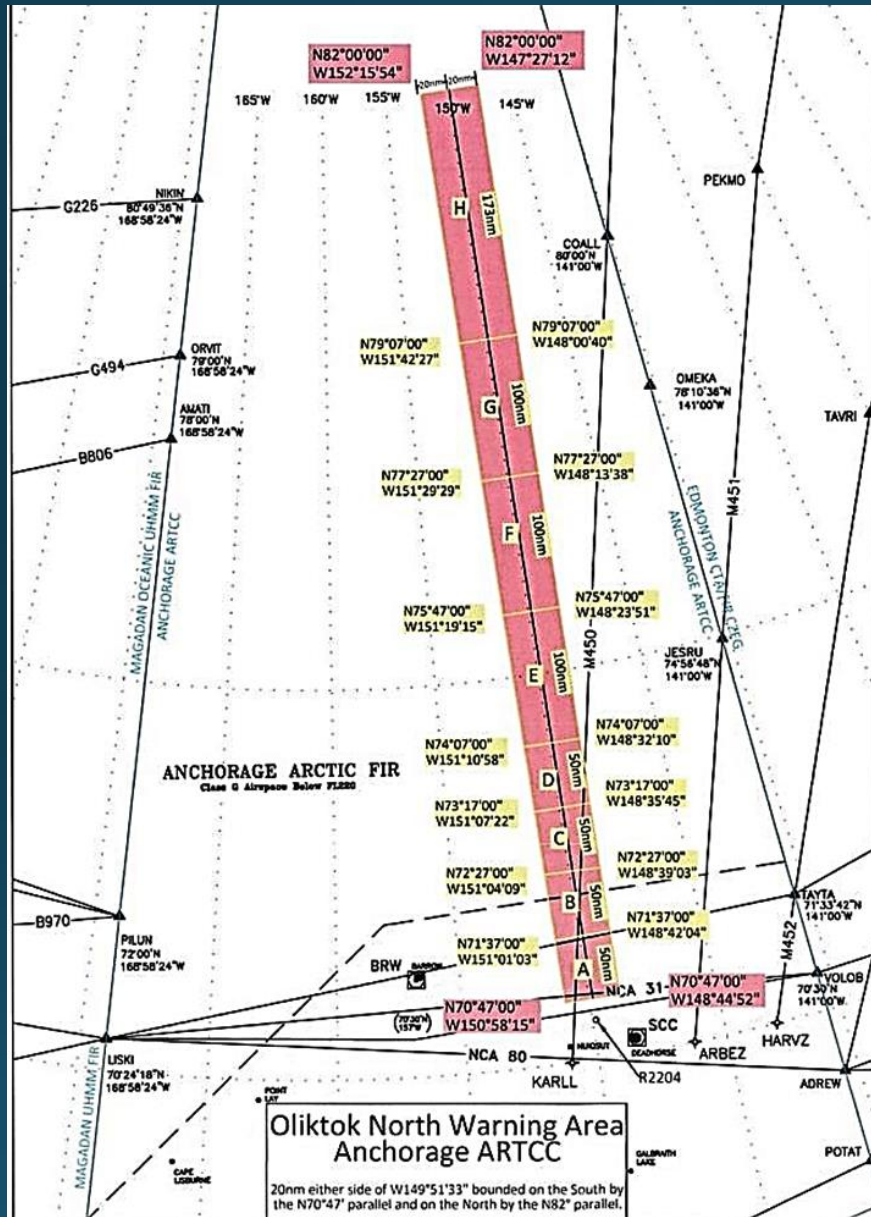 N82°00'00"
W152°15'54"
N82°00'00"
W147°27'12"
20nm 20nm
165°W 160°W 155°W 150°W 145°W
PEKMO
NIKIN
80°49'36"N
168°58'24"W
G226
H
173nm
COALL
80°00'N
141°00'W
N79°07'00"
W151°42'27"
N79°07'00"
W148°00'40"
ORVIT
79°00'N
168°58'24"W
G494
OMEKA
78°10'36"N
141°00'W
G
100nm
AMATI
78°00'N
168°58'24"W
TAVRI
B806
N77°27'00"
W151°29'29"
N77°27'00"
W148°13'38"
M451
EDMONTON CTA/FIR CZEG
ANCHORAGE ARTCC
MAGADAN OCEANIC UHMM FIR
ANCHORAGE ARTCC
F
100nm
N75°47'00"
W151°19'15"
N75°47'00"
W148°23'51"
M450
JESRU
74°56'48"N
141°00'W
E
100nm
N74°07'00"
W151°10'58"
N74°07'00"
W148°32'10"
ANCHORAGE ARCTIC FIR
Class G Airspace Below FL220
D
50nm
N73°17'00"
W151°07'22"
N73°17'00"
W148°35'45"
C
50nm
N72°27'00"
W151°04'09"
N72°27'00"
W148°39'03"
B
50nm
TAYTA
71°33'42"N
141°00'W
B970
PILUN
72°00'N
168°58'24"W
N71°37'00"
W151°01'03"
N71°37'00"
W148°42'04"
M452
BRW
BARROW
A
50nm
NCA 31
N70°47'00"
W148°44'52"
VOLOB
70°30'N
141°00'W
N70°47'00"
W150°58'15"
(70°30'N
157°W)
SCC
DEADHORSE
HARVZ
ARBEZ
NUIQSUT
LISKI
70°24'18"N
168°58'24"W
NCA 80
KARLL
R2204
ADREW
MAGADAN UHMM FIR
POINT
LAY
POTAT
CAPE
LISBURNE
GALBRAITH
LAKE
Oliktok North Warning Area
Anchorage ARTCC
20nm either side of W149°51'33" bounded on the South by
the N70°47' parallel and on the North by the N82° parallel.